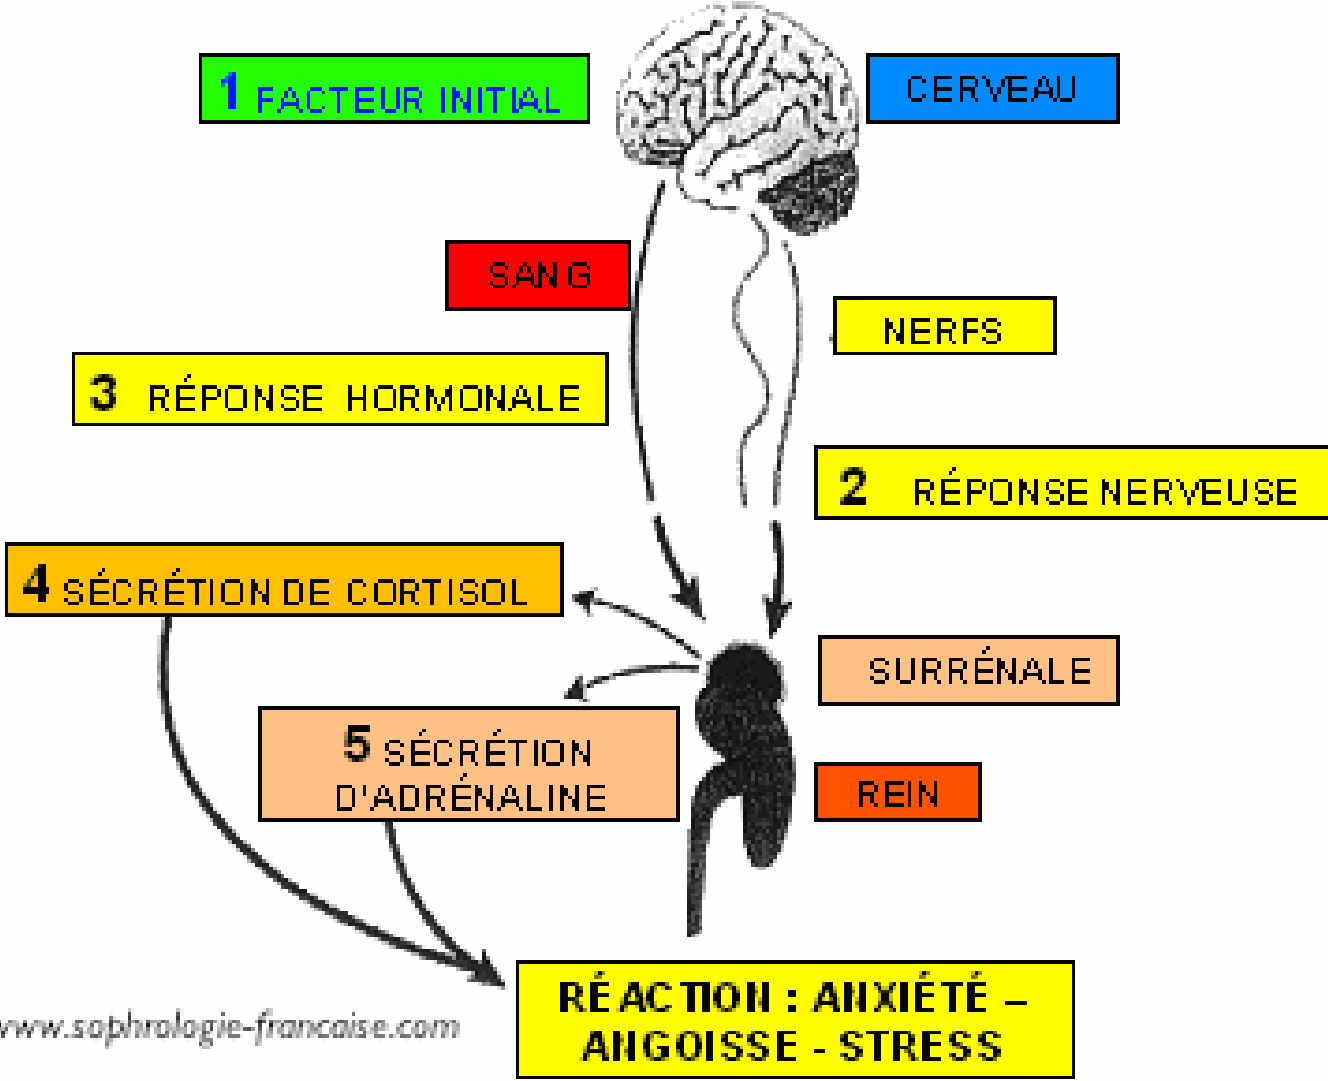 1 FACTEUR INITIAL
CERVEAU
SANG
NERFS
3 RÉPONSE HORMONALE
2 RÉPONSE NERVEUSE
4 SÉCRÉTION DE CORTISOL
SURRÉNALE
5 SÉCRÉTION
D'ADRÉNALINE
REIN
RÉACTION : ANXIÉTÉ –
ANGOISSE - STRESS
www.sophrologie-francaise.com